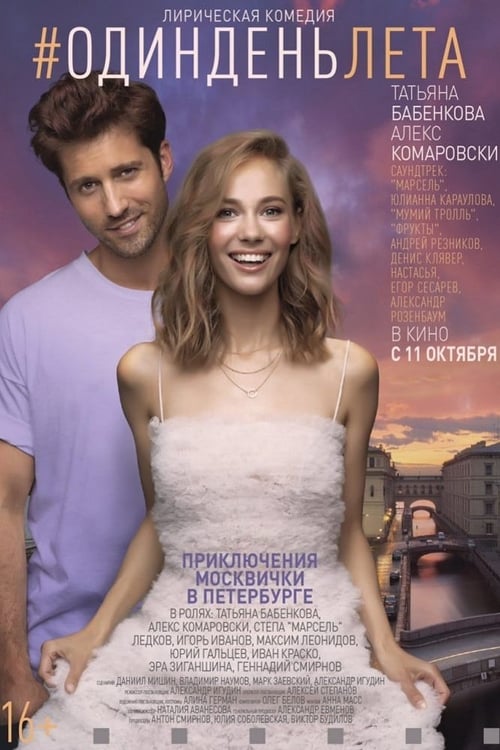 ЛИРИЧЕСКАЯ КОМЕДИЯ
#ОДИНДЕНЬЛЕТА
ТАТЬЯНА
БАБЕНКОВА
АЛЕКС
КОМАРОВСКИ
САУНДТРЕК:
"МАРСЕЛЬ",
ЮЛИАННА КАРАУЛОВА,
"МУМИЙ ТРОЛЛЬ",
"ФРУКТЫ",
АНДРЕЙ РЕЗНИКОВ,
ДЕНИС КЛЯВЕР,
НАСТАСЬЯ,
ЕГОР СЕСАРЕВ,
АЛЕКСАНДР
РОЗЕНБАУМ
В КИНО
С 11 ОКТЯБРЯ
ПРИКЛЮЧЕНИЯ
МОСКВИЧКИ
В ПЕТЕРБУРГЕ
В РОЛЯХ: ТАТЬЯНА БАБЕНКОВА,
АЛЕКС КОМАРОВСКИ, СТЕПА "МАРСЕЛЬ"
ЛЕДКОВ, ИГОРЬ ИВАНОВ, МАКСИМ ЛЕОНИДОВ,
ЮРИЙ ГАЛЬЦЕВ, ИВАН КРАСКО,
ЭРА ЗИГАНШИНА, ГЕННАДИЙ СМИРНОВ
СЦЕНАРИЙ ДАНИИЛ МИШИН, ВЛАДИМИР НАУМОВ, МАРК ЗАЕВСКИЙ, АЛЕКСАНДР ИГУДИН
АЛЕКСАНДР ИГУДИН АЛЕКСЕЙ СТЕПАНОВ
АЛИНА ГЕРМАН ОЛЕГ БЕЛОВ АННА МАСС
НАТАЛИЯ АВАНЕСОВА АЛЕКСАНДР ЕВМЕНОВ
ПРОДЮСЕРЫ АНТОН СМИРНОВ, ЮЛИЯ СОБОЛЕВСКАЯ, ВИКТОР БУДИЛОВ
16+